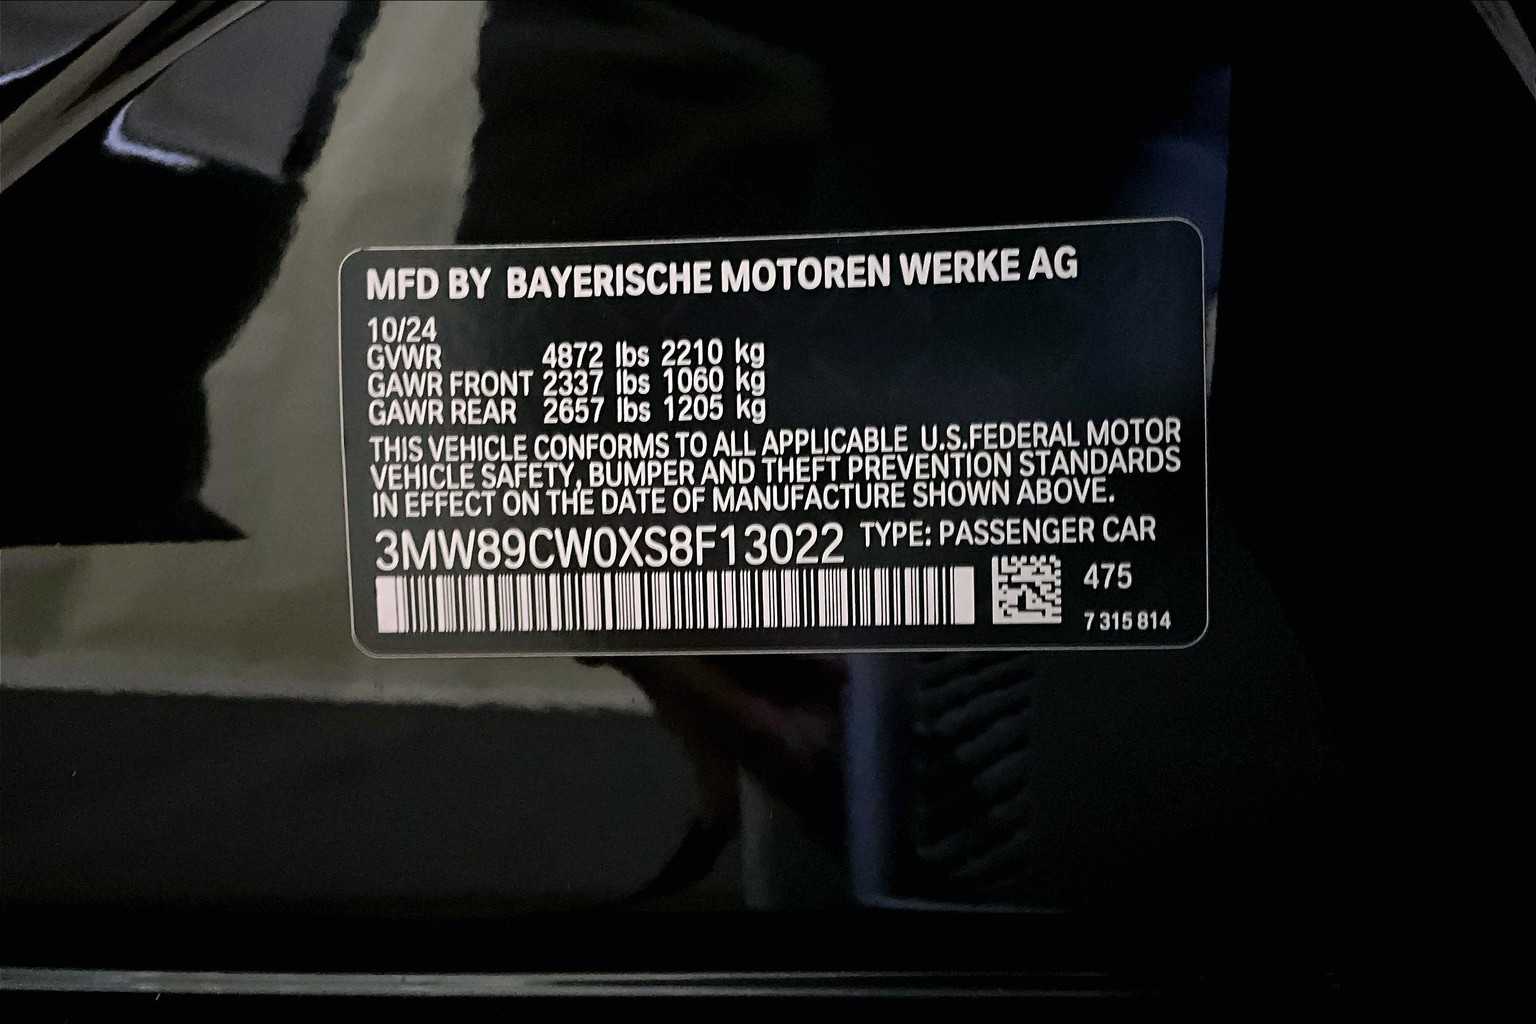 MFD BY BAYERISCHE MOTOREN WERKE AG
10/24
GVWR 4872 lbs 2210 kg
GAWR FRONT 2337 lbs 1060 kg
GAWR REAR 2657 lbs 1205 kg
THIS VEHICLE CONFORMS TO ALL APPLICABLE U.S.FEDERAL MOTOR
VEHICLE SAFETY, BUMPER AND THEFT PREVENTION STANDARDS
IN EFFECT ON THE DATE OF MANUFACTURE SHOWN ABOVE.
3MW89CW0XS8F13022 TYPE: PASSENGER CAR
475
7 315 814